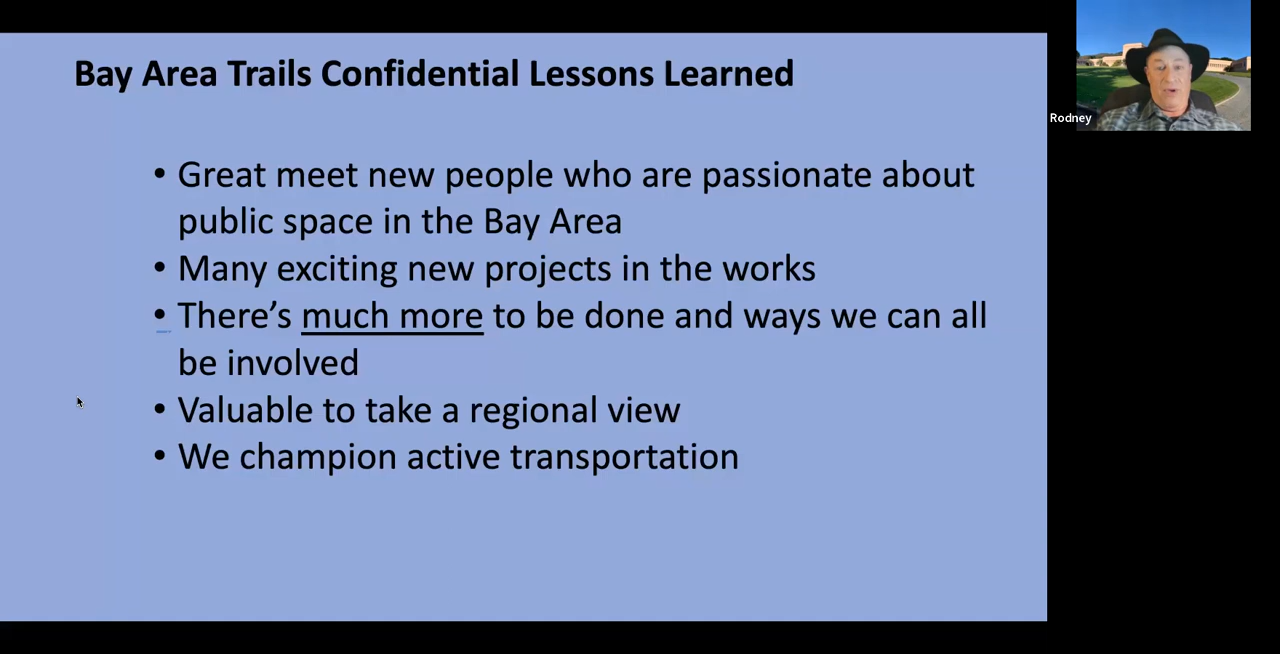 Bay Area Trails Confidential Lessons Learned
• Great meet new people who are passionate about
public space in the Bay Area
• Many exciting new projects in the works
• There’s much more to be done and ways we can all
be involved
• Valuable to take a regional view
• We champion active transportation
Rodney